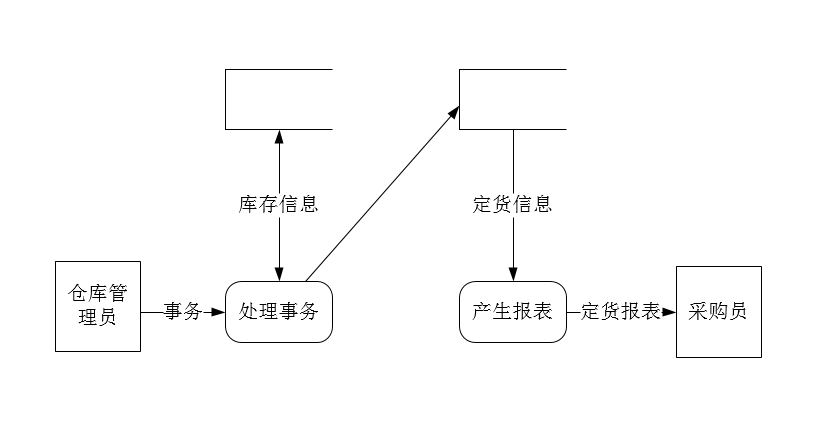 库存信息
定货信息
仓库管
理员
事务
处理事务
产生报表
定货报表
采购员